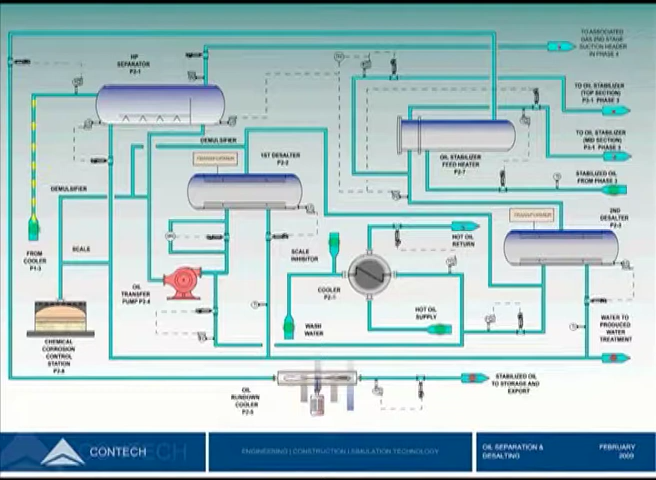 TO ASSOCIATED
GAS/2ND STAGE
SUCTION HEADER
IN PHASE 4
HP
SEPARATOR
P2-1
TO OIL STABILIZER
(TOP SECTION)
P3-1 PHASE 3
TO OIL STABILIZER
(MID SECTION)
P3-1 PHASE 3
DEMULSIFIER
1ST DESALTER
P2-2
OIL STABILIZER
FEED HEATER
P2-7
STABILIZED OIL
FROM PHASE 3
DEMULSIFIER
2ND
DESALTER
P2-3
FROM
COOLER
P1-3
SCALE
SCALE
INHIBITOR
HOT OIL
RETURN
OIL
TRANSFER
PUMP P2-4
COOLER
HOT OIL
SUPPLY
WASH
WATER
WATER TO
PRODUCED
WATER
TREATMENT
CHEMICAL
CORROSION
CONTROL
STATION
P2-8
OIL
RUNDOWN
COOLER
P2-5
STABILIZED OIL
TO STORAGE AND
EXPORT
CONTECH
ENGINEERING | CONSTRUCTION | SIMULATION TECHNOLOGY
OIL SEPARATION &
DESALTING
FEBRUARY
2009